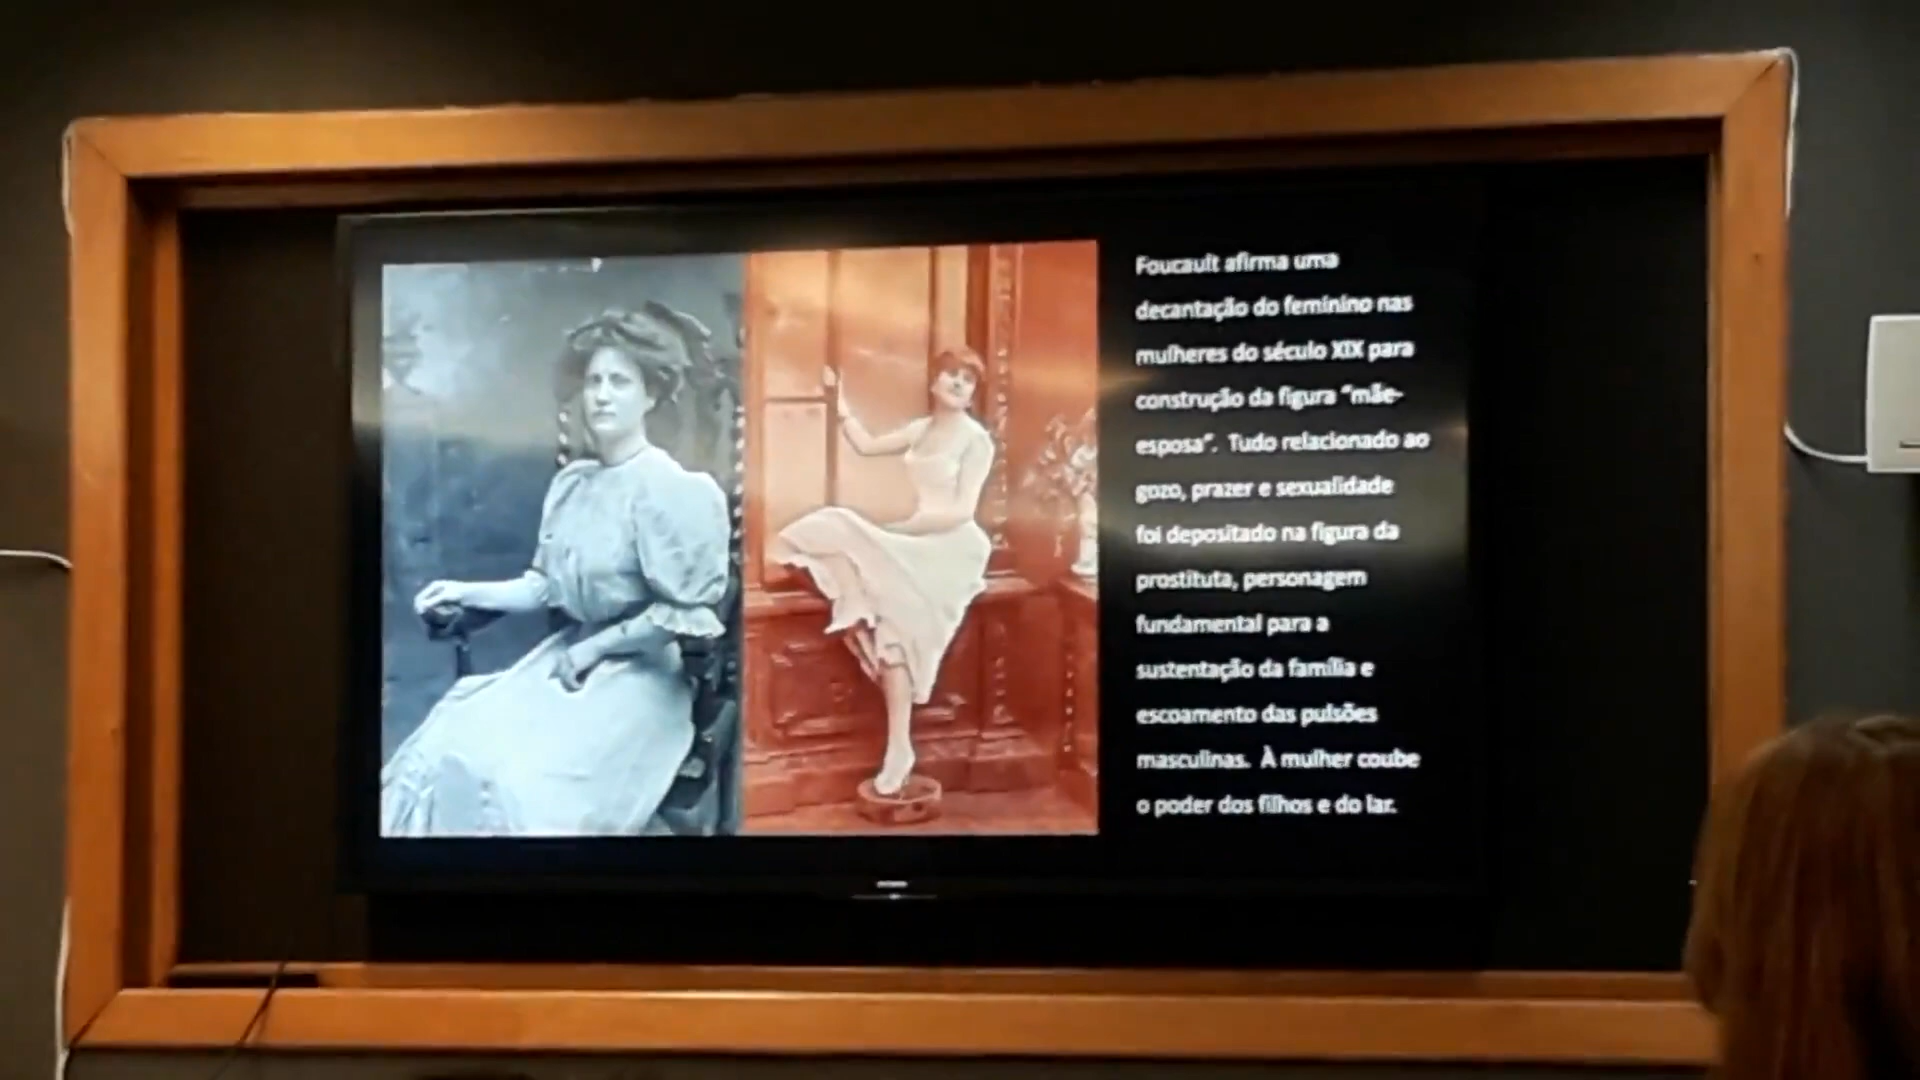 Foucault afirma uma
decantação do feminino nas
mulheres do século XIX para
construção da figura "mãe-
esposa". Tudo relacionado ao
gozo, prazer e sexualidade
foi depositado na figura da
prostituta, personagem
fundamental para a
sustentação da família e
escoamento das pulsões
masculinas. À mulher coube
o poder dos filhos e do lar.